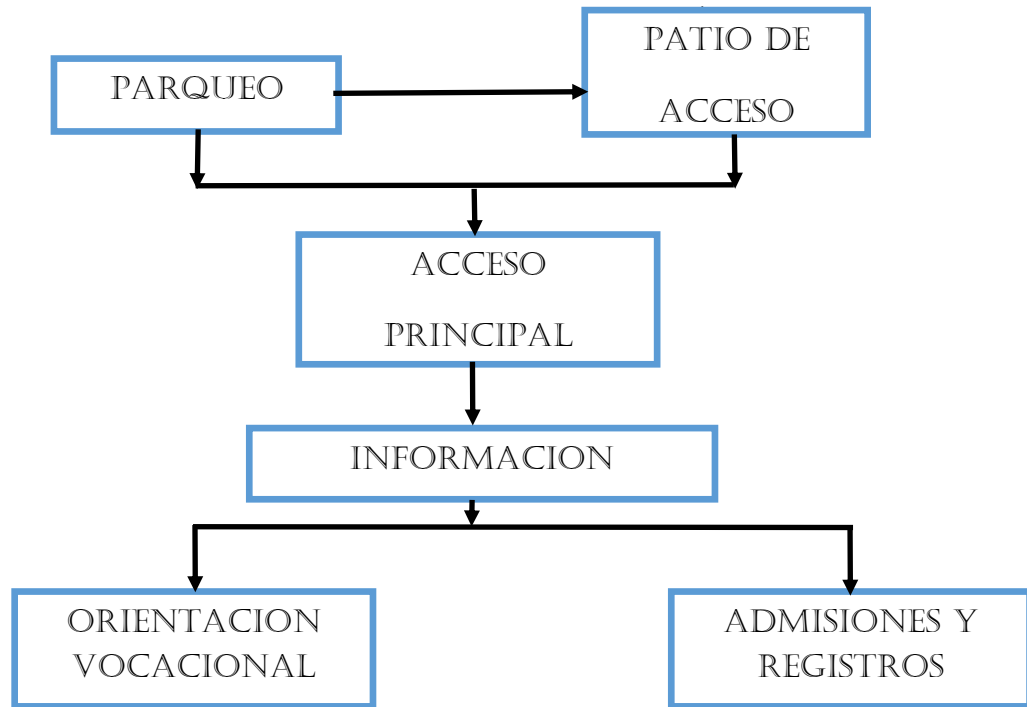 PARQUEO
PATIO DE
ACCESO
ACCESO
PRINCIPAL
INFORMACION
ORIENTACION
VOCACIONAL
ADMISIONES Y
REGISTROS